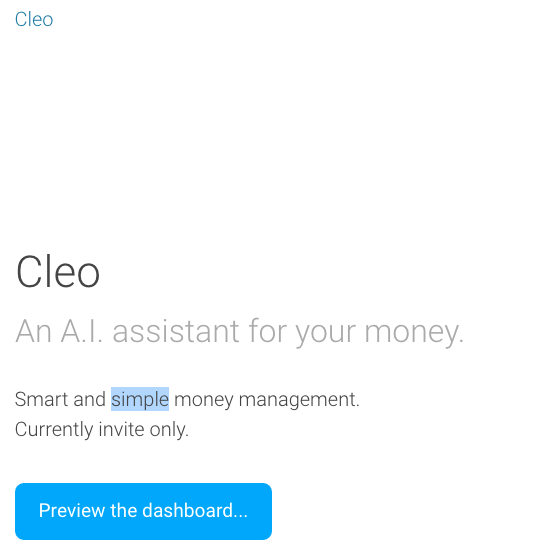 Cleo
Cleo
An A.I. assistant for your money.
Smart and simple money management.
Currently invite only.
Preview the dashboard...